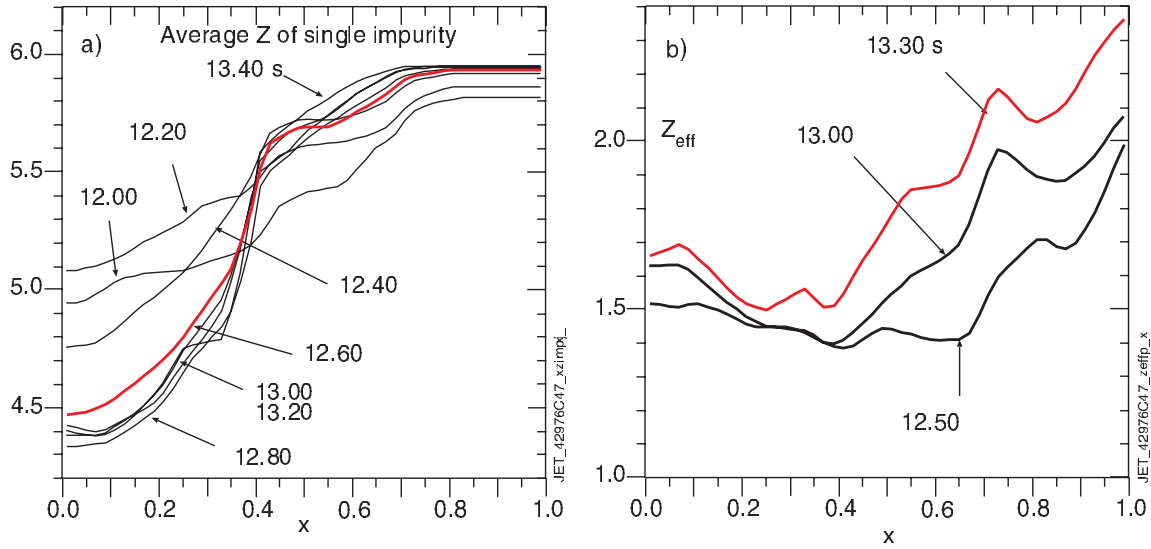 a)
Average Z of single impurity
13.40 s
12.20
12.00
12.40
12.60
13.00
13.20
12.80
6.0
5.5
5.0
4.5
0.0 0.2 0.4 0.6 0.8 1.0
x
JET_42976C47_xzimpj_
b)
13.30 s
Zeff
13.00
12.50
2.0
1.5
1.0
0.0 0.2 0.4 0.6 0.8 1.0
x
JET_42976C47_zeffp_x